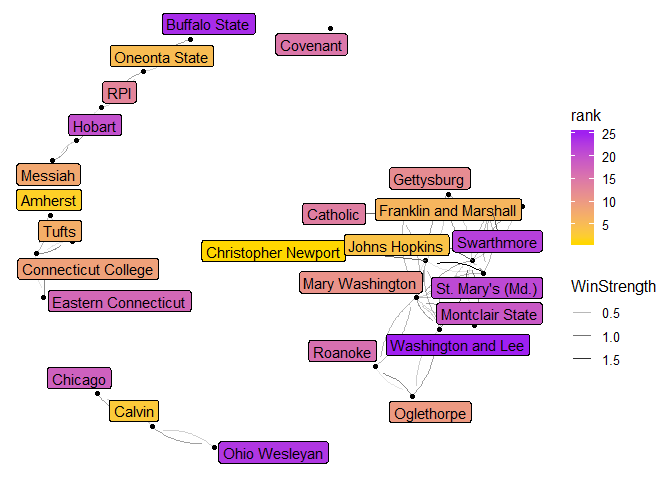 Buffalo State
Covenant
Oneonta State
RPI
Hobart
Messiah
Amherst
Tufts
Connecticut College
Eastern Connecticut
Gettysburg
Catholic
Franklin and Marshall
Christopher Newport
Johns Hopkins
Swarthmore
Mary Washington
St. Mary's (Md.)
Montclair State
Washington and Lee
Roanoke
Oglethorpe
Chicago
Calvin
Ohio Wesleyan
rank
25
20
15
10
5
WinStrength
0.5
1.0
1.5